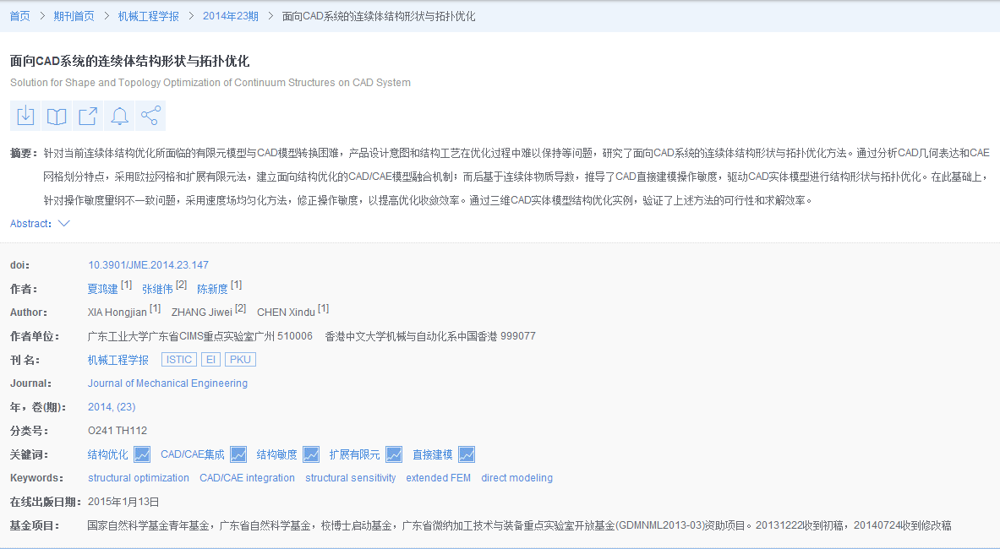 首页 > 期刊首页 > 机械工程学报 > 2014年23期 > 面向CAD系统的连续体结构形状与拓扑优化
面向CAD系统的连续体结构形状与拓扑优化
Solution for Shape and Topology Optimization of Continuum Structures on CAD System
摘要：针对当前连续体结构优化所面临的有限元模型与CAD模型转换困难，产品设计意图和结构工艺在优化过程中难以保持等问题，研究了面向CAD系统的连续体结构形状与拓扑优化方法。通过分析CAD几何表达和CAE
网格划分特点，采用欧拉网格和扩展有限元法，建立面向结构优化的CAD/CAE模型融合机制；而后基于连续体物质导数，推导了CAD直接建模操作敏度，驱动CAD实体模型进行结构形状与拓扑优化。在此基础上，
针对操作敏度量纲不一致问题，采用速度场均匀化方法，修正操作敏度，以提高优化收敛效率。通过三维CAD实体模型结构优化实例，验证了上述方法的可行性和求解效率。
Abstract：
doi： 10.3901/JME.2014.23.147
作者： 夏鸿建[1] 张继伟[2] 陈新度[1]
Author： XIA Hongjian[1] ZHANG Jiwei[2] CHEN Xindu[1]
作者单位： 广东工业大学广东省CIMS重点实验室广州 510006 香港中文大学机械与自动化系中国香港 999077
刊 名： 机械工程学报 ISTIC EI PKU
Journal： Journal of Mechanical Engineering
年，卷(期)： 2014, (23)
分类号： O241 TH112
关键词： 结构优化 CAD/CAE集成 结构敏度 扩展有限元 直接建模
Keywords： structural optimization CAD/CAE integration structural sensitivity extended FEM direct modeling
在线出版日期： 2015年1月13日
基金项目： 国家自然科学基金青年基金，广东省自然科学基金，校博士启动基金，广东省微纳加工技术与装备重点实验室开放基金(GDMNML2013-03)资助项目。20131222收到初稿，20140724收到修改稿